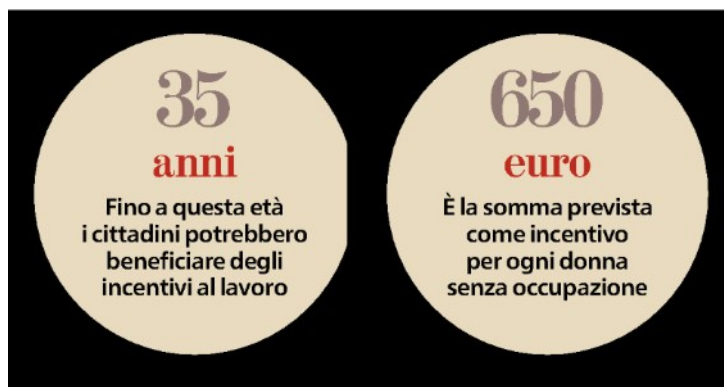 35
anni
Fino a questa età
i cittadini potrebbero
beneficiare degli
incentivi al lavoro
650
euro
È la somma prevista
come incentivo
per ogni donna
senza occupazione